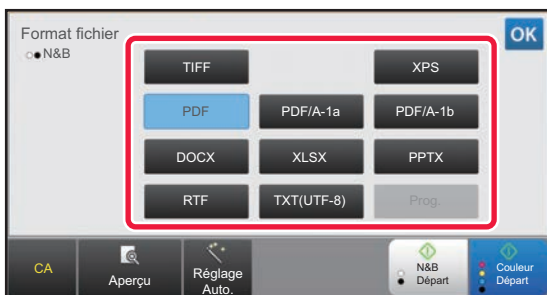 Format fichier
OK
N&B
TIFF
XPS
PDF
PDF/A-1a
PDF/A-1b
DOCX
XLSX
PPTX
RTF
TXT(UTF-8)
Prog.
CA
Aperçu
Réglage
Auto.
N&B
Départ
Couleur
Départ